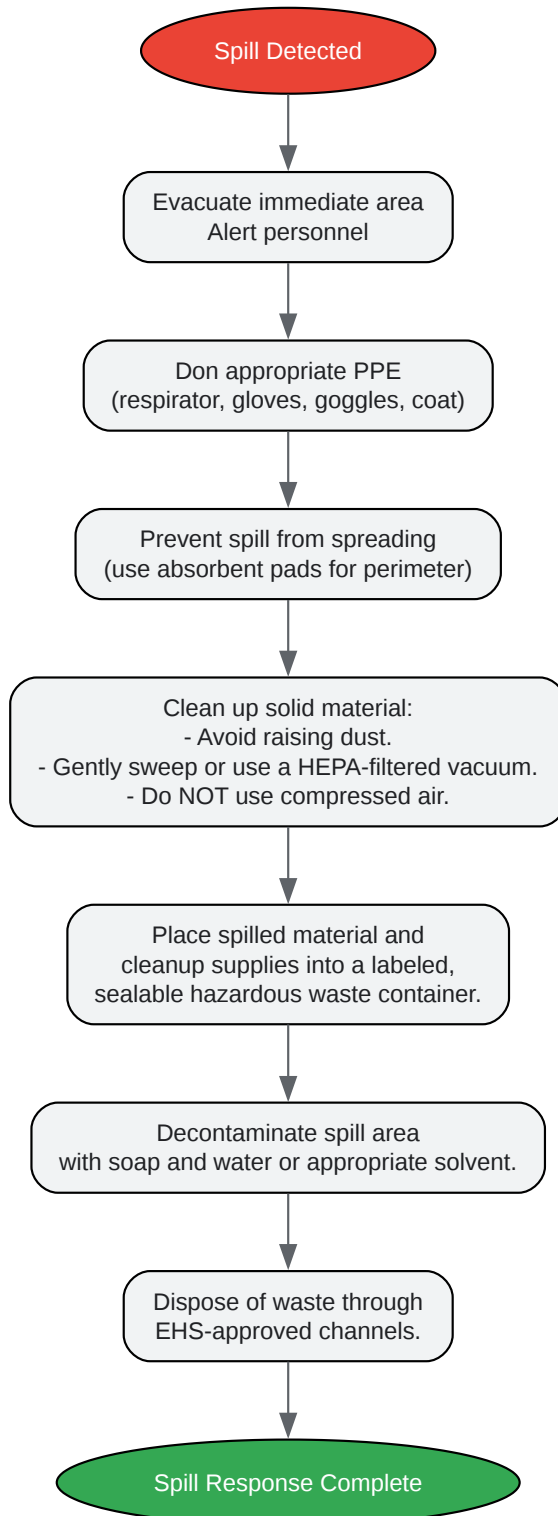 Spill Detected
Evacuate immediate area
Alert personnel
Don appropriate PPE
(respirator, gloves, goggles, coat)
Prevent spill from spreading
(use absorbent pads for perimeter)
Clean up solid material:
- Avoid raising dust.
- Gently sweep or use a HEPA-filtered vacuum.
- Do NOT use compressed air.
Place spilled material and
cleanup supplies into a labeled,
sealable hazardous waste container.
Decontaminate spill area
with soap and water or appropriate solvent.
Dispose of waste through
EHS-approved channels.
Spill Response Complete